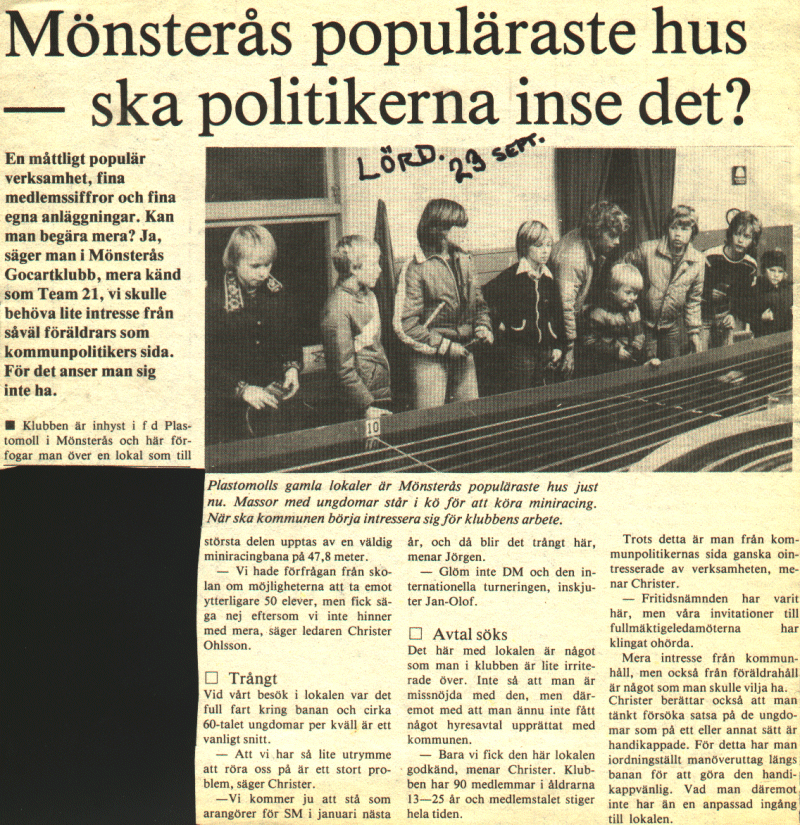 Mönsterås populäraste hus
— ska politikerna inse det?
LÖRD. 23 SEPT.
En måttligt populär
verksamhet, fina
medlemssiffror och fina
egna anläggningar. Kan
man begära mera? Ja,
säger man i Mönsterås
Gocartklubb, mera känd
som Team 21, vi skulle
behöva lite intresse från
såväl föräldrars som
kommunpolitikers sida.
För det anser man sig
inte ha.
■ Klubben är inhyst i f d Plas-
tomoll i Mönsterås och här för-
fogar man över en lokal som till
10
Plastomolls gamla lokaler är Mönsterås populäraste hus just
nu. Massor med ungdomar står i kö för att köra miniracing.
När ska kommunen börja intressera sig för klubbens arbete.
största delen upptas av en väldig
miniracingbana på 47,8 meter.
— Vi hade förfrågan från sko-
lan om möjligheterna att ta emot
ytterligare 50 elever, men fick sä-
ga nej eftersom vi inte hinner
med mera, säger ledaren Christer
Ohlsson.
□ Trångt
Vid vårt besök i lokalen var det
full fart kring banan och cirka
60-talet ungdomar per kväll är ett
vanligt snitt.
— Att vi har så lite utrymme
att röra oss på är ett stort pro-
blem, säger Christer.
—Vi kommer ju att stå som
arangörer för SM i januari nästa
år, och då blir det trångt här,
menar Jörgen.
— Glöm inte DM och den in-
ternationella turneringen, inskju-
ter Jan-Olof.
□ Avtal söks
Det här med lokalen är något
som man i klubben är lite irrite-
rade över. Inte så att man är
missnöjda med den, men där-
emot med att man ännu inte fått
något hyresavtal upprättat med
kommunen.
— Bara vi fick den här lokalen
godkänd, menar Christer. Klub-
ben har 90 medlemmar i åldrarna
13—25 år och medlemstalet stiger
hela tiden.
Trots detta är man från kom-
munpolitikernas sida ganska oin-
tresserade av verksamheten, me-
nar Christer.
— Fritidsnämnden har varit
här, men våra invitationer till
fullmäktigeledamöterna har
klingat ohörda.
Mera intresse från kommun-
håll, men också från föräldrahåll
är något som man skulle vilja ha.
Christer berättar också att man
tänkt försöka satsa på de ungdo-
mar som på ett eller annat sätt är
handikappade. För detta har man
iordningställt manöveruttag längs
banan för att göra den handi-
kappvänlig. Vad man däremot
inte har än en anpassad ingång
till lokalen.